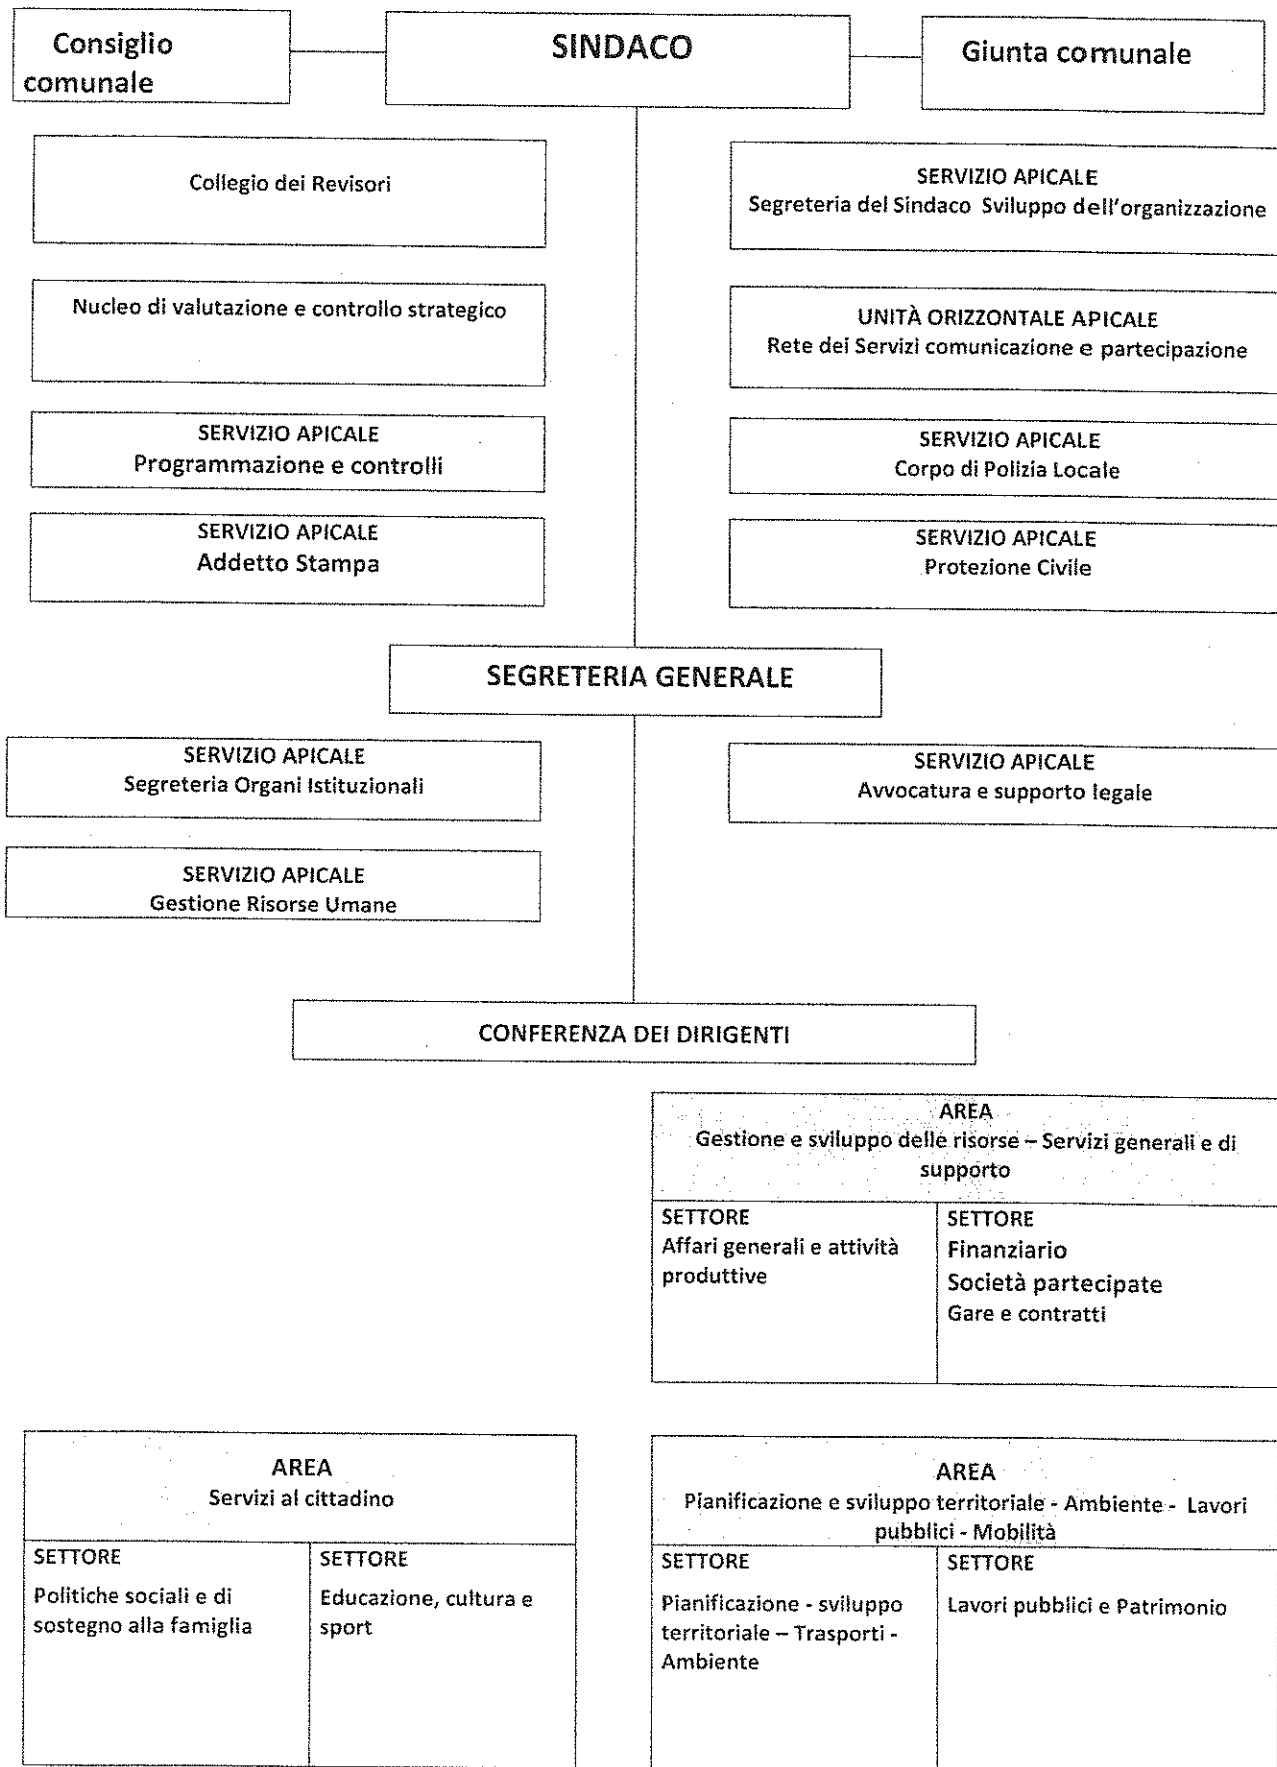 Consiglio
comunale
SINDACO
Giunta comunale
Collegio dei Revisori
SERVIZIO APICALE
Segreteria del Sindaco Sviluppo dell'organizzazione
Nucleo di valutazione e controllo strategico
UNITÀ ORIZZONTALE APICALE
Rete dei Servizi comunicazione e partecipazione
SERVIZIO APICALE
Programmazione e controlli
SERVIZIO APICALE
Corpo di Polizia Locale
SERVIZIO APICALE
Addetto Stampa
SERVIZIO APICALE
Protezione Civile
SEGRETERIA GENERALE
SERVIZIO APICALE
Segreteria Organi Istituzionali
SERVIZIO APICALE
Avvocatura e supporto legale
SERVIZIO APICALE
Gestione Risorse Umane
CONFERENZA DEI DIRIGENTI
AREA
Gestione e sviluppo delle risorse – Servizi generali e di
supporto
SETTORE
Affari generali e attività
produttive
SETTORE
Finanziario
Società partecipate
Gare e contratti
AREA
Servizi al cittadino
SETTORE
Politiche sociali e di
sostegno alla famiglia
SETTORE
Educazione, cultura e
sport
AREA
Pianificazione e sviluppo territoriale - Ambiente - Lavori
pubblici - Mobilità
SETTORE
Pianificazione - sviluppo
territoriale – Trasporti -
Ambiente
SETTORE
Lavori pubblici e Patrimonio